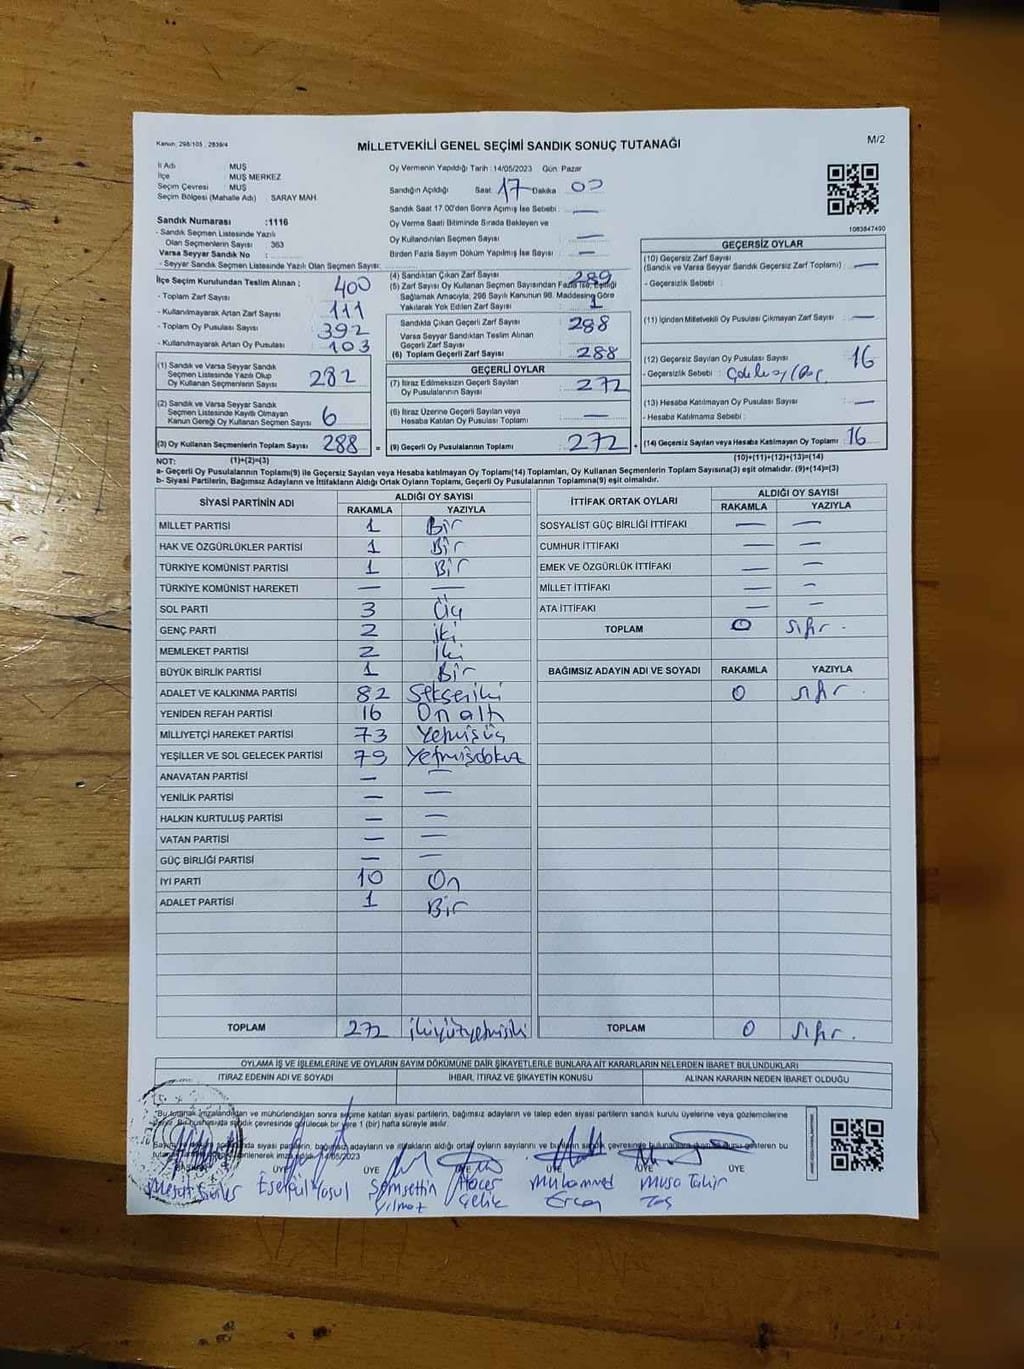 Kanun: 298/105 , 2839/4
MİLLETVEKİLİ GENEL SEÇİMİ SANDIK SONUÇ TUTANAĞI
M/2
İl Adı MUŞ
İlçe MUŞ MERKEZ
Seçim Çevresi MUŞ
Seçim Bölgesi (Mahalle Adı) SARAY MAH.
Sandık Numarası :1116
- Sandık Seçmen Listesinde Yazılı
Olan Seçmenlerin Sayısı : 363
Varsa Seyyar Sandık No :
- Seyyar Sandık Seçmen Listesinde Yazılı Olan Seçmen Sayısı:
Oy Vermenin Yapıldığı Tarih : 14/05/2023 Gün: Pazar
Sandığın Açıldığı Saat 17 Dakika 00
Sandık Saat 17.00'den Sonra Açılmış İse Sebebi : —
Oy Verme Saati Bitiminde Sırada Bekleyen ve
Oy Kullandırılan Seçmen Sayısı : —
Birden Fazla Sayım Döküm Yapılmış İse Sayısı : —
1083847490
İlçe Seçim Kurulundan Teslim Alınan ;
- Toplam Zarf Sayısı : 400
- Kullanılmayarak Artan Zarf Sayısı : 111
- Toplam Oy Pusulası Sayısı : 392
- Kullanılmayarak Artan Oy Pusulası : 103
(1) Sandık ve Varsa Seyyar Sandık
Seçmen Listesinde Yazılı Olup
Oy Kullanan Seçmenlerin Sayısı 282
(2) Sandık ve Varsa Seyyar Sandık
Seçmen Listesinde Kayıtlı Olmayan
Kanun Gereği Oy Kullanan Seçmen Sayısı 6
(3) Oy Kullanan Seçmenlerin Toplam Sayısı 288 =
(4) Sandıktan Çıkan Zarf Sayısı : 289
(5) Zarf Sayısı Oy Kullanan Seçmen Sayısından Fazla ise, Eşitliği
Sağlamak Amacıyla, 298 Sayılı Kanunun 98. Maddesine Göre
Yakılarak Yok Edilen Zarf Sayısı : 1
Sandıkta Çıkan Geçerli Zarf Sayısı 288
Varsa Seyyar Sandıktan Teslim Alınan
Geçerli Zarf Sayısı
(6) Toplam Geçerli Zarf Sayısı : 288
GEÇERLİ OYLAR
(7) İtiraz Edilmeksizin Geçerli Sayılan
Oy Pusulalarının Sayısı : 272
(8) İtiraz Üzerine Geçerli Sayılan veya
Hesaba Katılan Oy Pusulası Toplamı : —
(9) Geçerli Oy Pusulalarının Toplamı : 272 +
GEÇERSİZ OYLAR
(10) Geçersiz Zarf Sayısı
(Sandık ve Varsa Seyyar Sandık Geçersiz Zarf Toplamı) : —
- Geçersizlik Sebebi :
(11) İçinden Milletvekili Oy Pusulası Çıkmayan Zarf Sayısı : —
(12) Geçersiz Sayılan Oy Pusulası Sayısı : 16
- Geçersizlik Sebebi :
(13) Hesaba Katılmayan Oy Pusulası Sayısı : —
- Hesaba Katılmama Sebebi :
(14) Geçersiz Sayılan veya Hesaba Katılmayan Oy Toplamı : 16
NOT: (1)+(2)=(3) (10)+(11)+(12)+(13)=(14)
a- Geçerli Oy Pusulalarının Toplamı(9) ile Geçersiz Sayılan veya Hesaba katılmayan Oy Toplamı(14) Toplamları, Oy Kullanan Seçmenlerin Toplam Sayısına(3) eşit olmalıdır. (9)+(14)=(3)
b- Siyasi Partilerin, Bağımsız Adayların ve İttifakların Aldığı Ortak Oyların Toplamı, Geçerli Oy Pusulalarının Toplamına(9) eşit olmalıdır.
SİYASİ PARTİNİN ADI ALDIĞI OY SAYISI
RAKAMLA YAZIYLA
MİLLET PARTİSİ 1 Bir
HAK VE ÖZGÜRLÜKLER PARTİSİ 1 Bir
TÜRKİYE KOMÜNİST PARTİSİ 1 Bir
TÜRKİYE KOMÜNİST HAREKETİ — —
SOL PARTİ 3 Üç
GENÇ PARTİ 2 iki
MEMLEKET PARTİSİ 2 iki
BÜYÜK BİRLİK PARTİSİ 1 Bir
ADALET VE KALKINMA PARTİSİ 82 Sekseniki
YENİDEN REFAH PARTİSİ 16 On altı
MİLLİYETÇİ HAREKET PARTİSİ 73 Yetmişüç
YEŞİLLER VE SOL GELECEK PARTİSİ 79 Yetmişdokuz
ANAVATAN PARTİSİ — —
YENİLİK PARTİSİ — —
HALKIN KURTULUŞ PARTİSİ — —
VATAN PARTİSİ — —
GÜÇ BİRLİĞİ PARTİSİ — —
İYİ PARTİ 10 On
ADALET PARTİSİ 1 Bir
TOPLAM 272 ikiyüzyetmişiki
İTTİFAK ORTAK OYLARI ALDIĞI OY SAYISI
RAKAMLA YAZIYLA
SOSYALİST GÜÇ BİRLİĞİ İTTİFAKI — —
CUMHUR İTTİFAKI — —
EMEK VE ÖZGÜRLÜK İTTİFAKI — —
MİLLET İTTİFAKI — —
ATA İTTİFAKI — —
TOPLAM 0 sıfır.
BAĞIMSIZ ADAYIN ADI VE SOYADI RAKAMLA YAZIYLA
0 sıfır.
TOPLAM 0 sıfır.
OYLAMA İŞ VE İŞLEMLERİNE VE OYLARIN SAYIM DÖKÜMÜNE DAİR ŞİKAYETLERLE BUNLARA AİT KARARLARIN NELERDEN İBARET BULUNDUKLARI
İTİRAZ EDENİN ADI VE SOYADI İHBAR, İTİRAZ VE ŞİKAYETİN KONUSU ALINAN KARARIN NEDEN İBARET OLDUĞU
"Bu tutanak imzalandıktan ve mühürlendikten sonra seçime katılan siyasi partilerin, bağımsız adayların ve talep eden siyasi partilerin sandık kurulu üyelerine veya gözlemcilerine
sandık çevresinde görülecek bir yere 1 (bir) hafta süreyle asılır.
siyasi partilerin, bağımsız adayların ve ittifakların aldığı ortak oyların sayılarını ve bu sandık çevresinde gösteren bu
düzenlenerek imza 14/05/2023
ÜYE ÜYE ÜYE ÜYE ÜYE ÜYE
Mesut Şemsettin Yılmaz Hacer Çelik Muhammed Ercan Musa Tahir Taş